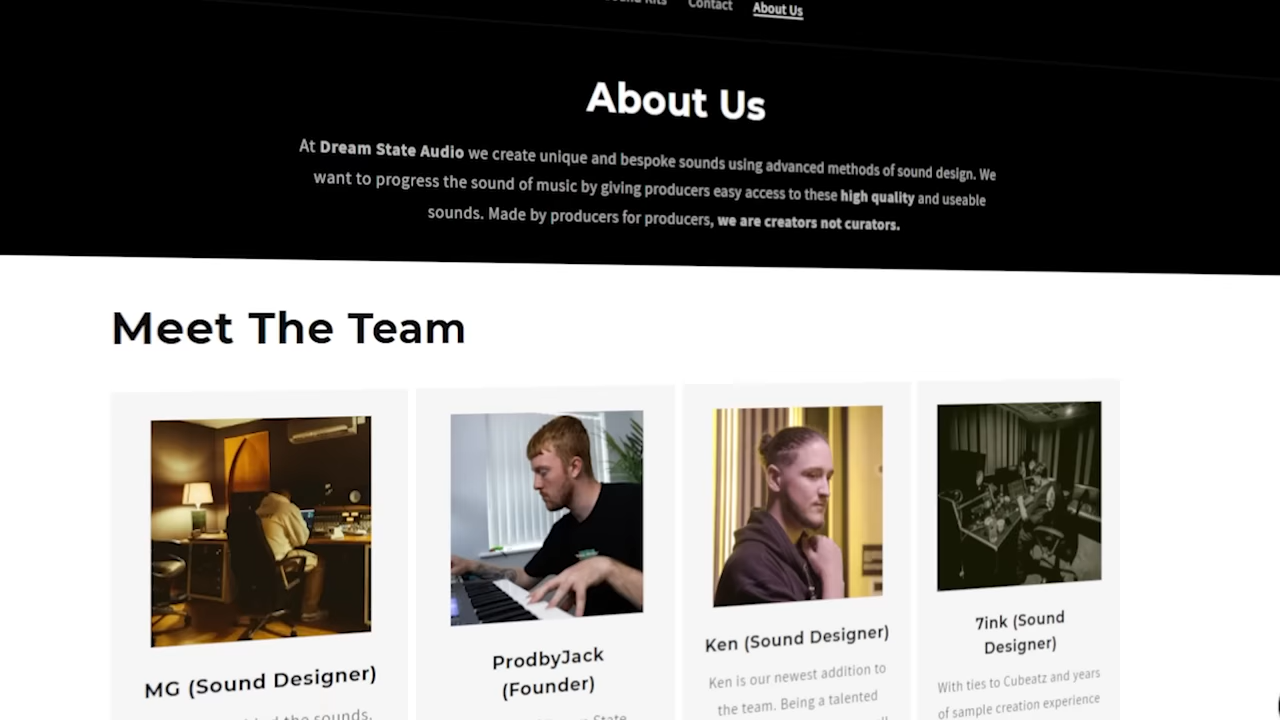 Contact About Us
About Us
At Dream State Audio we create unique and bespoke sounds using advanced methods of sound design. We
want to progress the sound of music by giving producers easy access to these high quality and useable
sounds. Made by producers for producers, we are creators not curators.
Meet The Team
MG (Sound Designer)
the sounds,
ProdbyJack
(Founder)
State
Ken (Sound Designer)
Ken is our newest addition to
the team. Being a talented
7ink (Sound
Designer)
With ties to Cubeatz and years
of sample creation experience